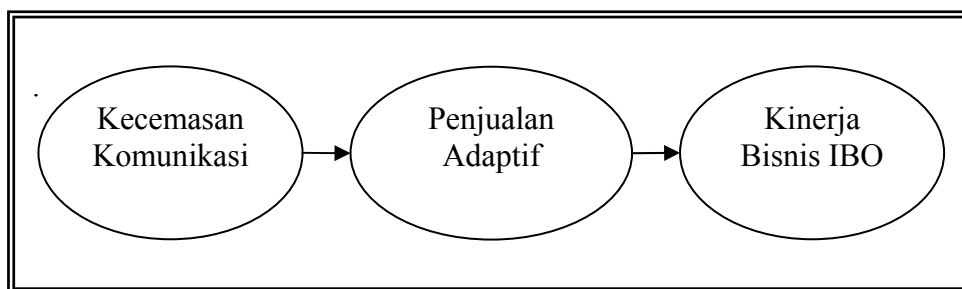 Kecemasan
Komunikasi
Penjualan
Adaptif
Kinerja
Bisnis IBO